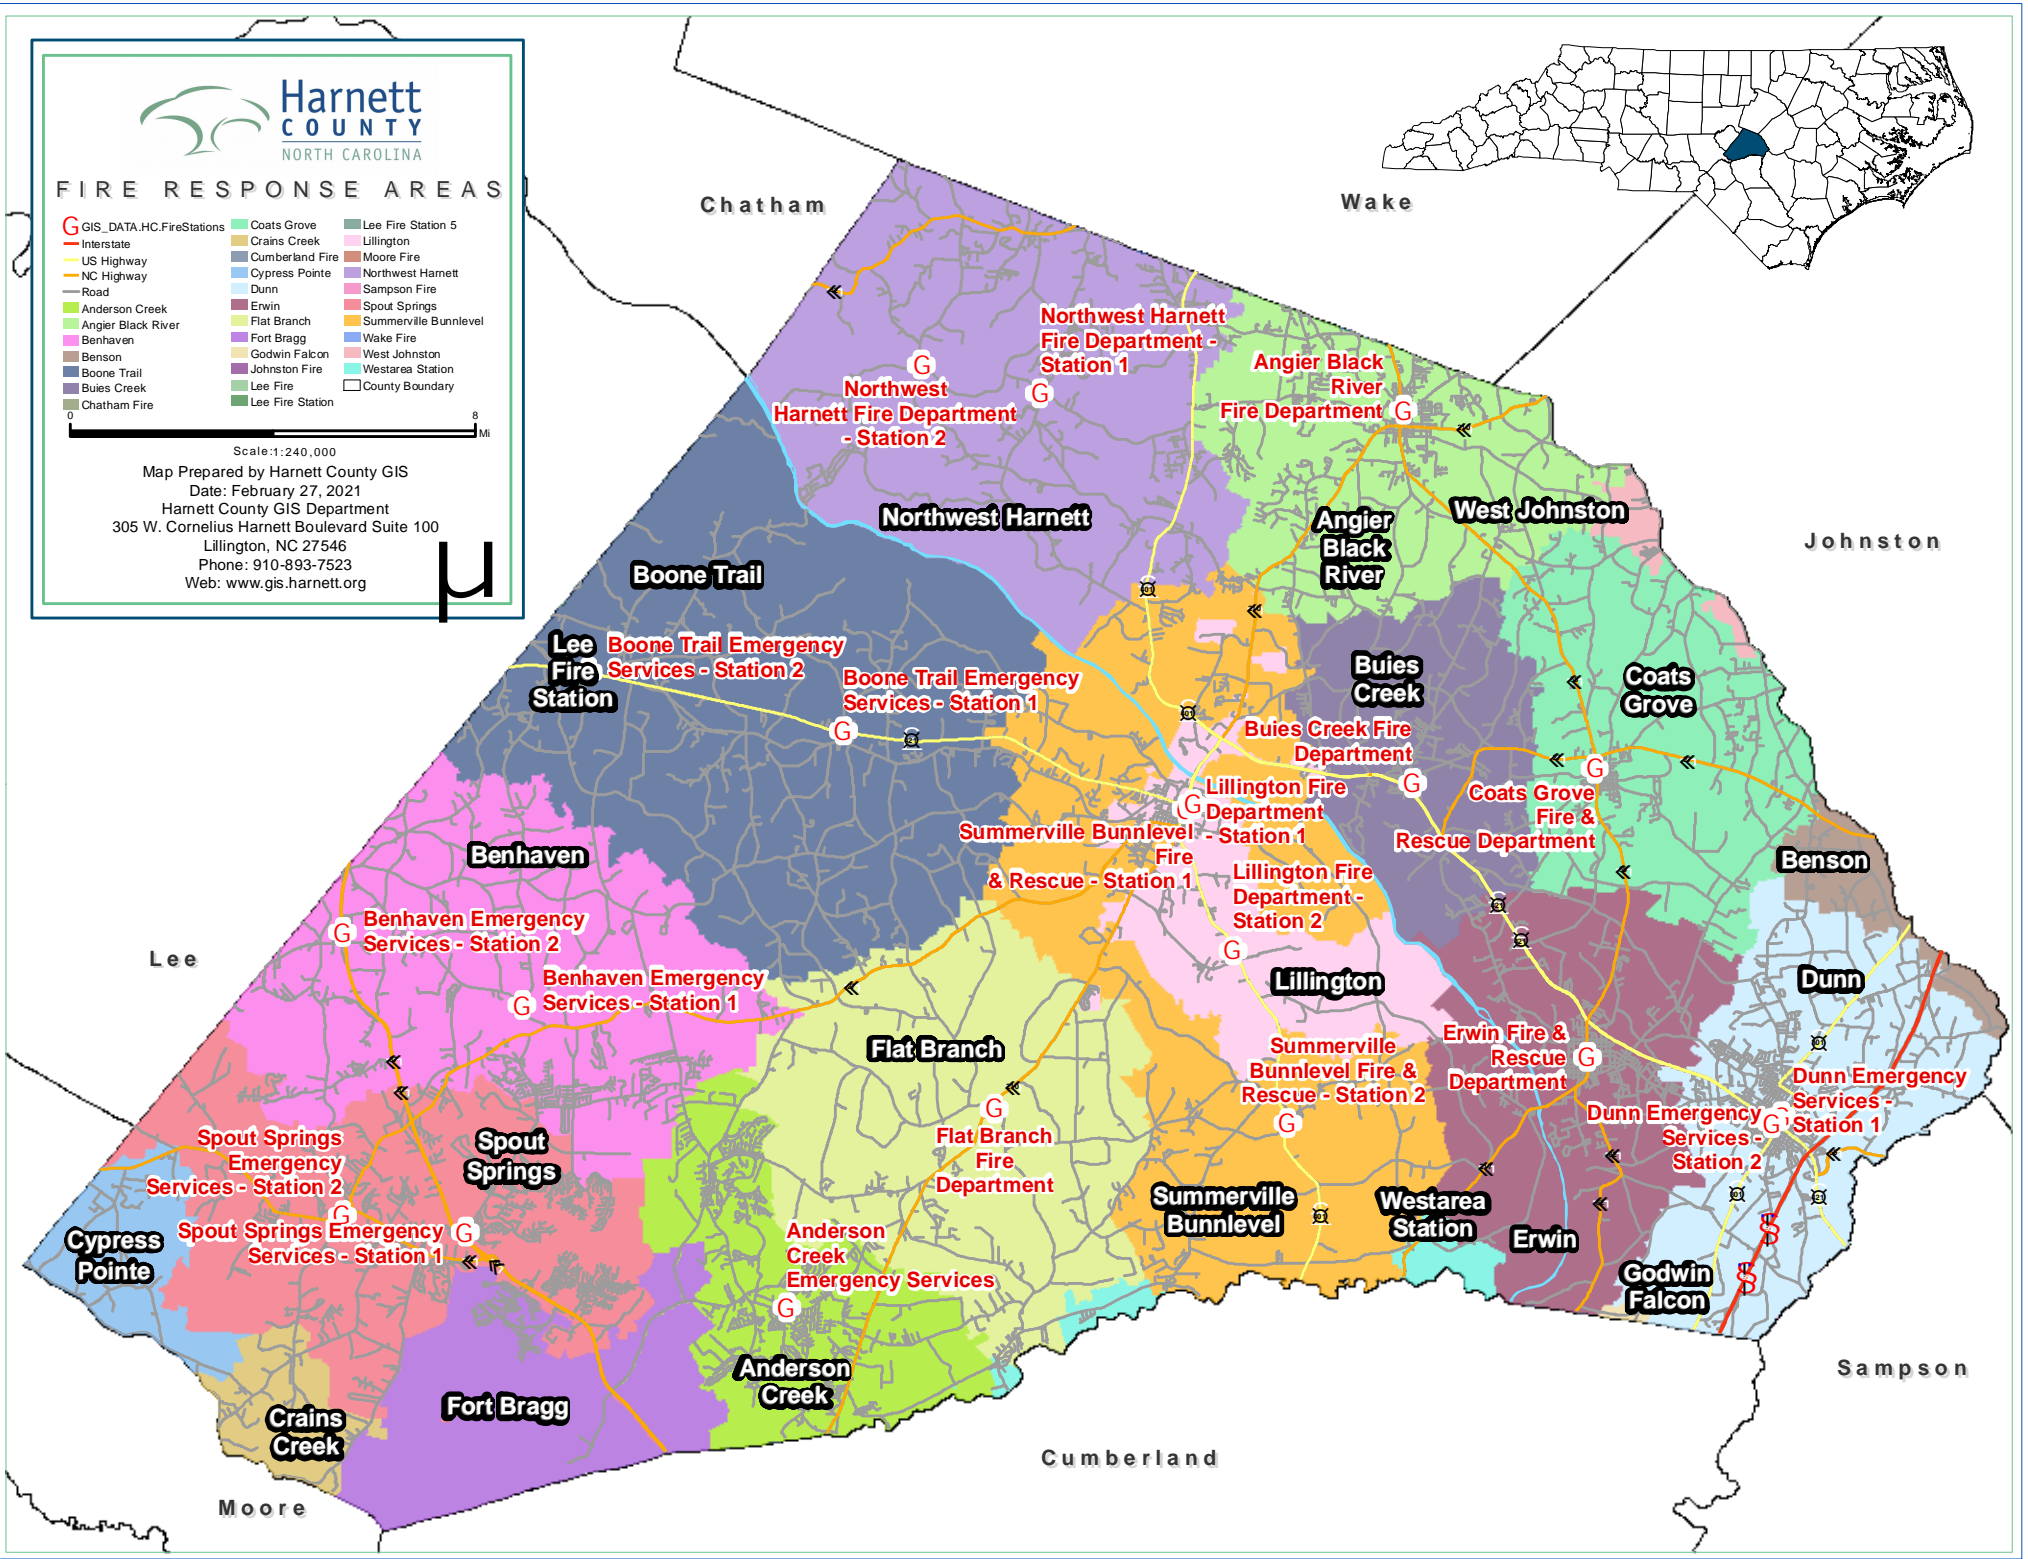 Harnett
COUNTY
NORTH CAROLINA
FIRE RESPONSE AREAS
G GIS_DATA.HC.FireStations
Interstate
US Highway
NC Highway
Road
Anderson Creek
Angier Black River
Benhaven
Benson
Boone Trail
Buies Creek
Chatham Fire
Coats Grove
Crains Creek
Cumberland Fire
Cypress Pointe
Dunn
Erwin
Flat Branch
Fort Bragg
Godwin Falcon
Johnston Fire
Lee Fire
Lee Fire Station
Lee Fire Station 5
Lillington
Moore Fire
Northwest Harnett
Sampson Fire
Spout Springs
Summerville Bunnlevel
Wake Fire
West Johnston
Westarea Station
County Boundary
0 8
Mi
Scale:1:240,000
Map Prepared by Harnett County GIS
Date: February 27, 2021
Harnett County GIS Department
305 W. Cornelius Harnett Boulevard Suite 100
Lillington, NC 27546
Phone: 910-893-7523
Web: www.gis.harnett.org
µ
Chatham
Wake
Johnston
Lee
Moore
Cumberland
Sampson
Northwest Harnett
Fire Department -
Station 1
G
G
Northwest
Harnett Fire Department
- Station 2
Angier Black
River
Fire Department
G
Northwest Harnett
Angier
Black
River
West Johnston
Boone Trail
Lee
Fire
Station
Boone Trail Emergency
Services - Station 2
Boone Trail Emergency
Services - Station 1
G
401
401
421
Buies
Creek
Coats
Grove
Buies Creek Fire
Department
G
G
Coats Grove
Fire &
Rescue Department
Lillington Fire
Department
- Station 1
G
Summerville Bunnlevel
Fire
& Rescue - Station 1
Lillington Fire
Department -
Station 2
G
Benson
Benhaven
Benhaven Emergency
Services - Station 2
G
Benhaven Emergency
Services - Station 1
G
421
421
Lillington
Dunn
301
Flat Branch
Erwin Fire &
Rescue
Department
G
Summerville
Bunnlevel Fire &
Rescue - Station 2
G
Dunn Emergency
Services -
Station 1
Dunn Emergency
Services -
Station 2
G
G
Flat Branch
Fire
Department
Spout Springs
Emergency
Services - Station 2
G
Spout
Springs
Spout Springs Emergency
Services - Station 1
G
Cypress
Pointe
Summerville
Bunnlevel
401
Westarea
Station
Erwin
301
421
Godwin
Falcon
Anderson
Creek
Emergency Services
G
Anderson
Creek
Fort Bragg
Crains
Creek